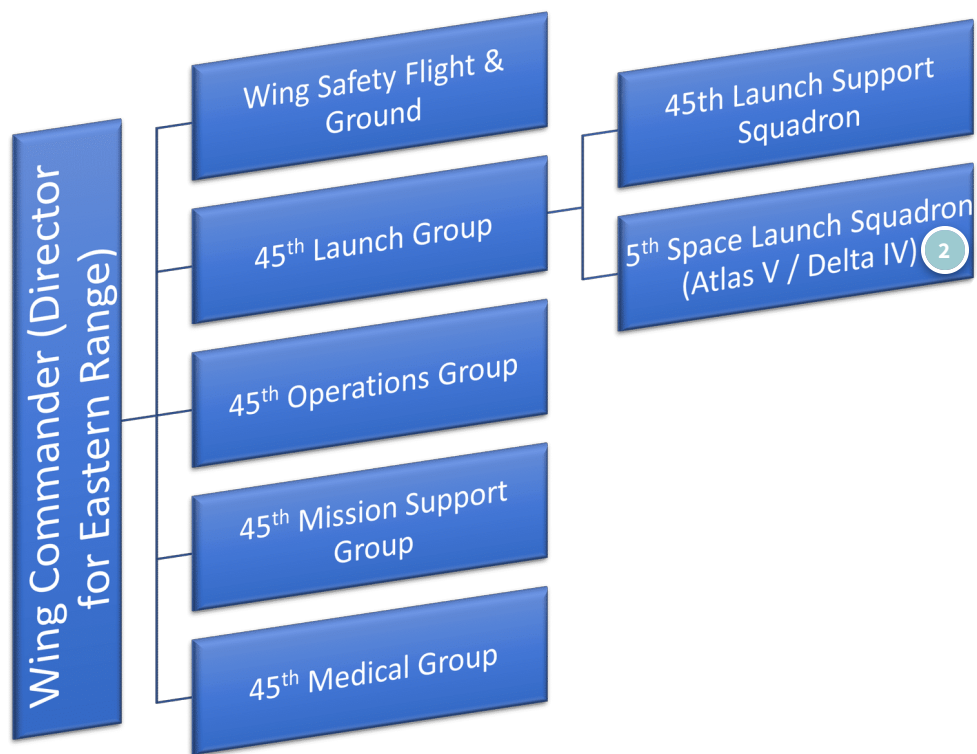 Wing Commander (Director
for Eastern Range)
Wing Safety Flight &
Ground
45th Launch Group
45th Operations Group
45th Mission Support
Group
45th Medical Group
45th Launch Support
Squadron
5th Space Launch Squadron
(Atlas V / Delta IV)
2